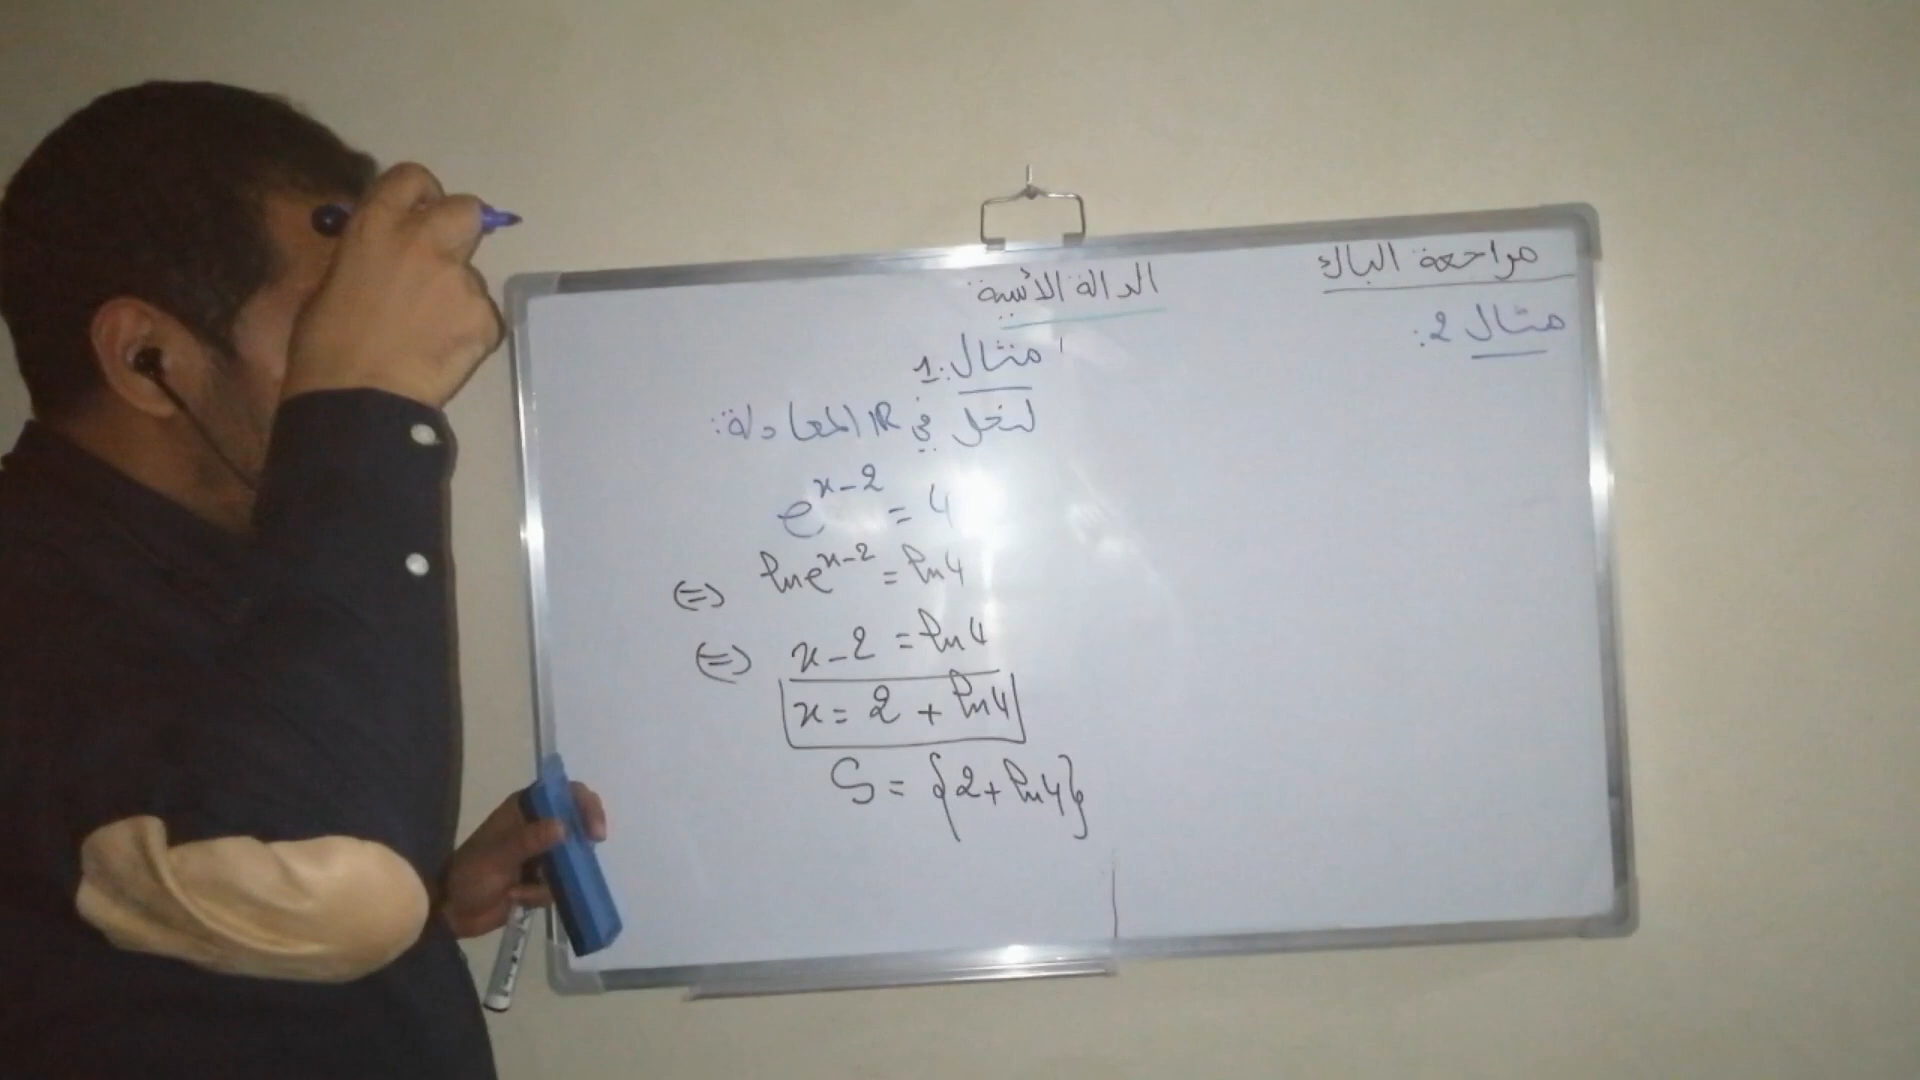 مراجعة الباك
الدالة الأسية
مثال 1:
لنحل في IR المعادلة:
e^{x-2} = 4
⇔ ln e^{x-2} = ln 4
⇔ x - 2 = ln 4
x = 2 + ln 4
S = {2 + ln 4}
مثال 2: